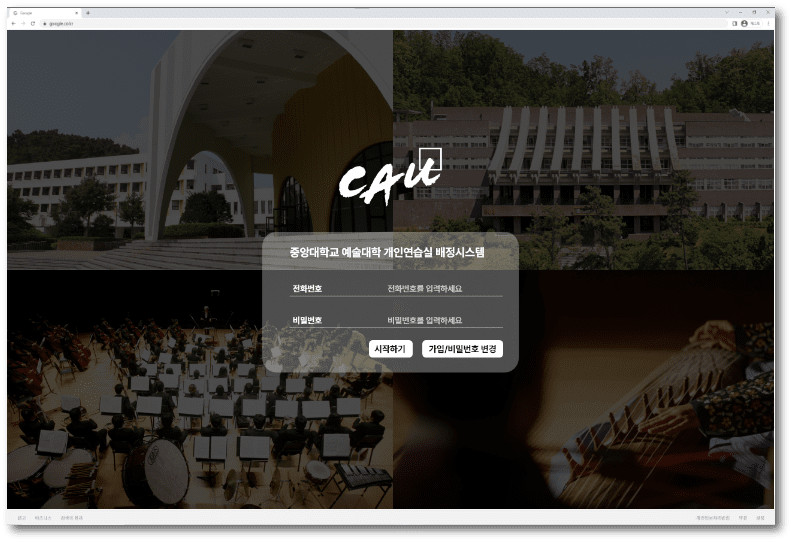 Google
google.com
게스트
CAU
중앙대학교 예술대학 개인연습실 배정시스템
전화번호 전화번호를 입력하세요
비밀번호 비밀번호를 입력하세요
시작하기 가입/비밀번호 변경